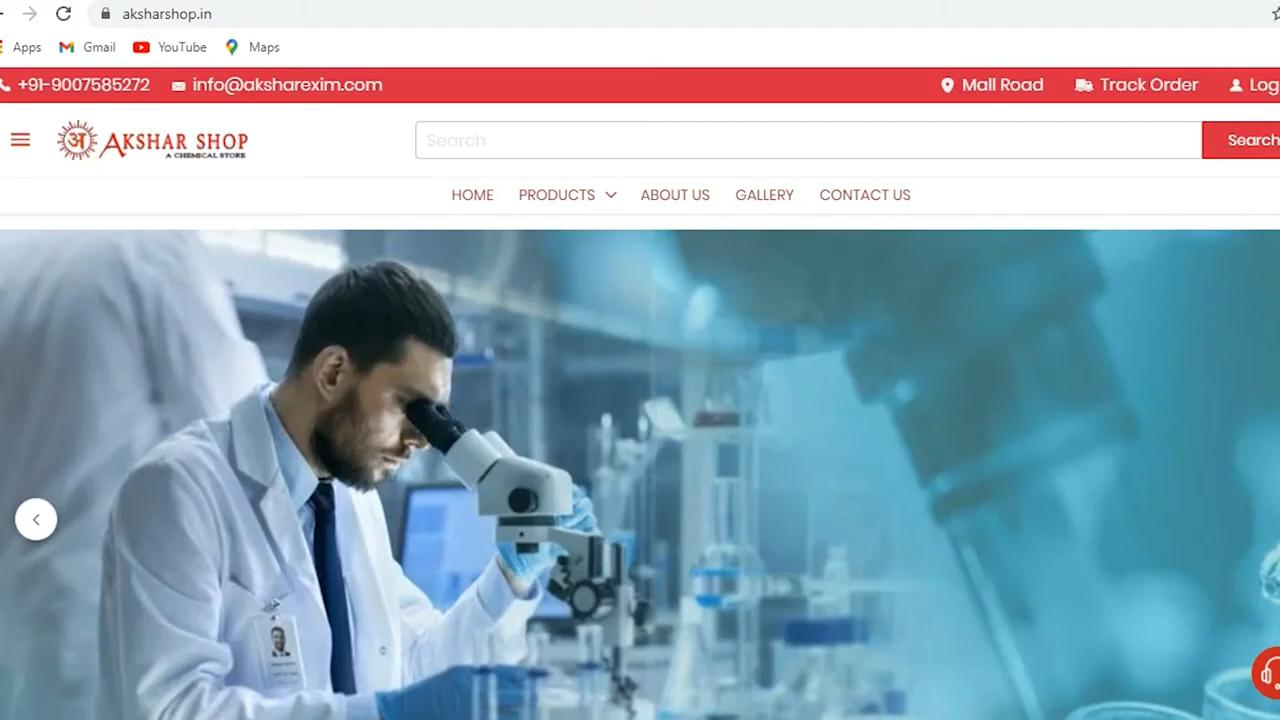 aksharshop.in
Apps Gmail YouTube Maps
+91-9007585272 info@aksharexim.com Mall Road Track Order Log
अ AKSHAR SHOP Search Search
A CHEMICAL STORE
HOME PRODUCTS ABOUT US GALLERY CONTACT US